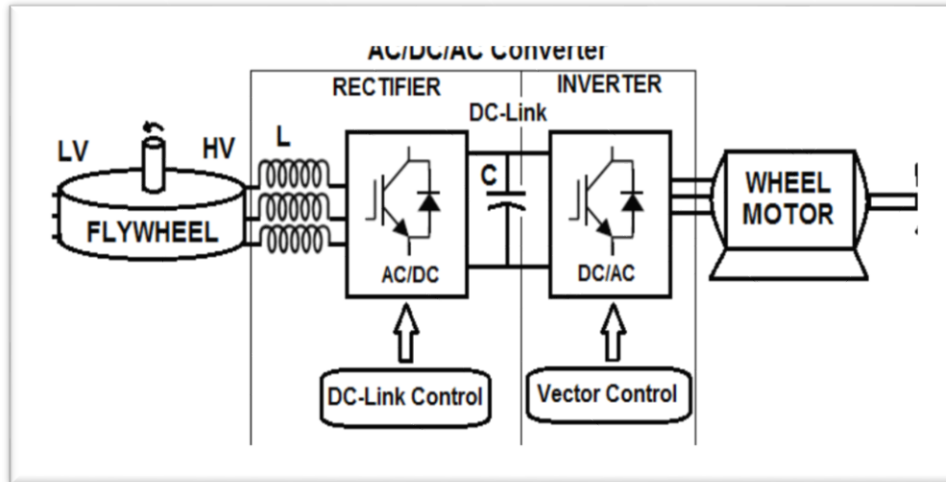 AC/DC/AC Converter
RECTIFIER
INVERTER
DC-Link
LV
HV
L
C
FLYWHEEL
WHEEL
MOTOR
AC/DC
DC/AC
DC-Link Control
Vector Control